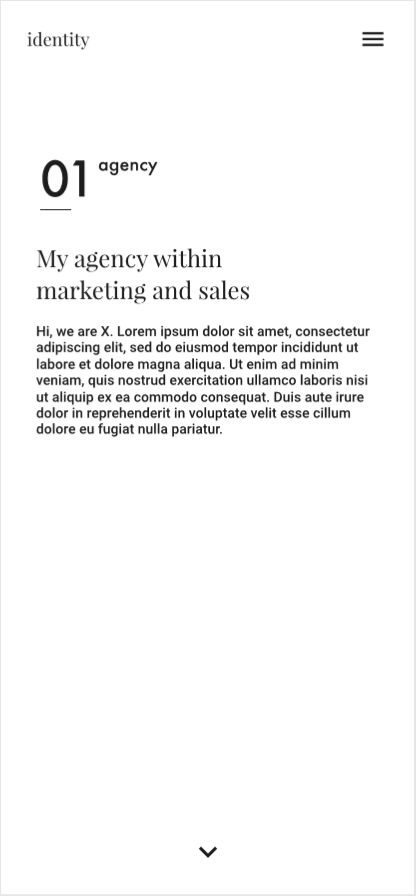 identity
01 agency
My agency within
marketing and sales
Hi, we are X. Lorem ipsum dolor sit amet, consectetur
adipiscing elit, sed do eiusmod tempor incididunt ut
labore et dolore magna aliqua. Ut enim ad minim
veniam, quis nostrud exercitation ullamco laboris nisi
ut aliquip ex ea commodo consequat. Duis aute irure
dolor in reprehenderit in voluptate velit esse cillum
dolore eu fugiat nulla pariatur.